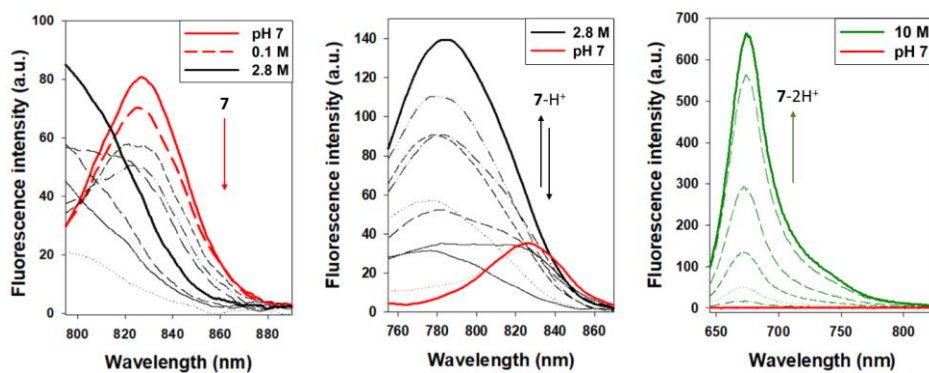 100
80
60
40
20
0
Fluorescence intensity (a.u.)
pH 7
0.1 M
2.8 M
7
800 820 840 860 880
Wavelength (nm)
140
120
100
80
60
40
20
0
Fluorescence intensity (a.u.)
2.8 M
pH 7
7-H⁺
760 780 800 820 840 860
Wavelength (nm)
700
600
500
400
300
200
100
0
Fluorescence intensity (a.u.)
10 M
pH 7
7-2H⁺
650 700 750 800
Wavelength (nm)